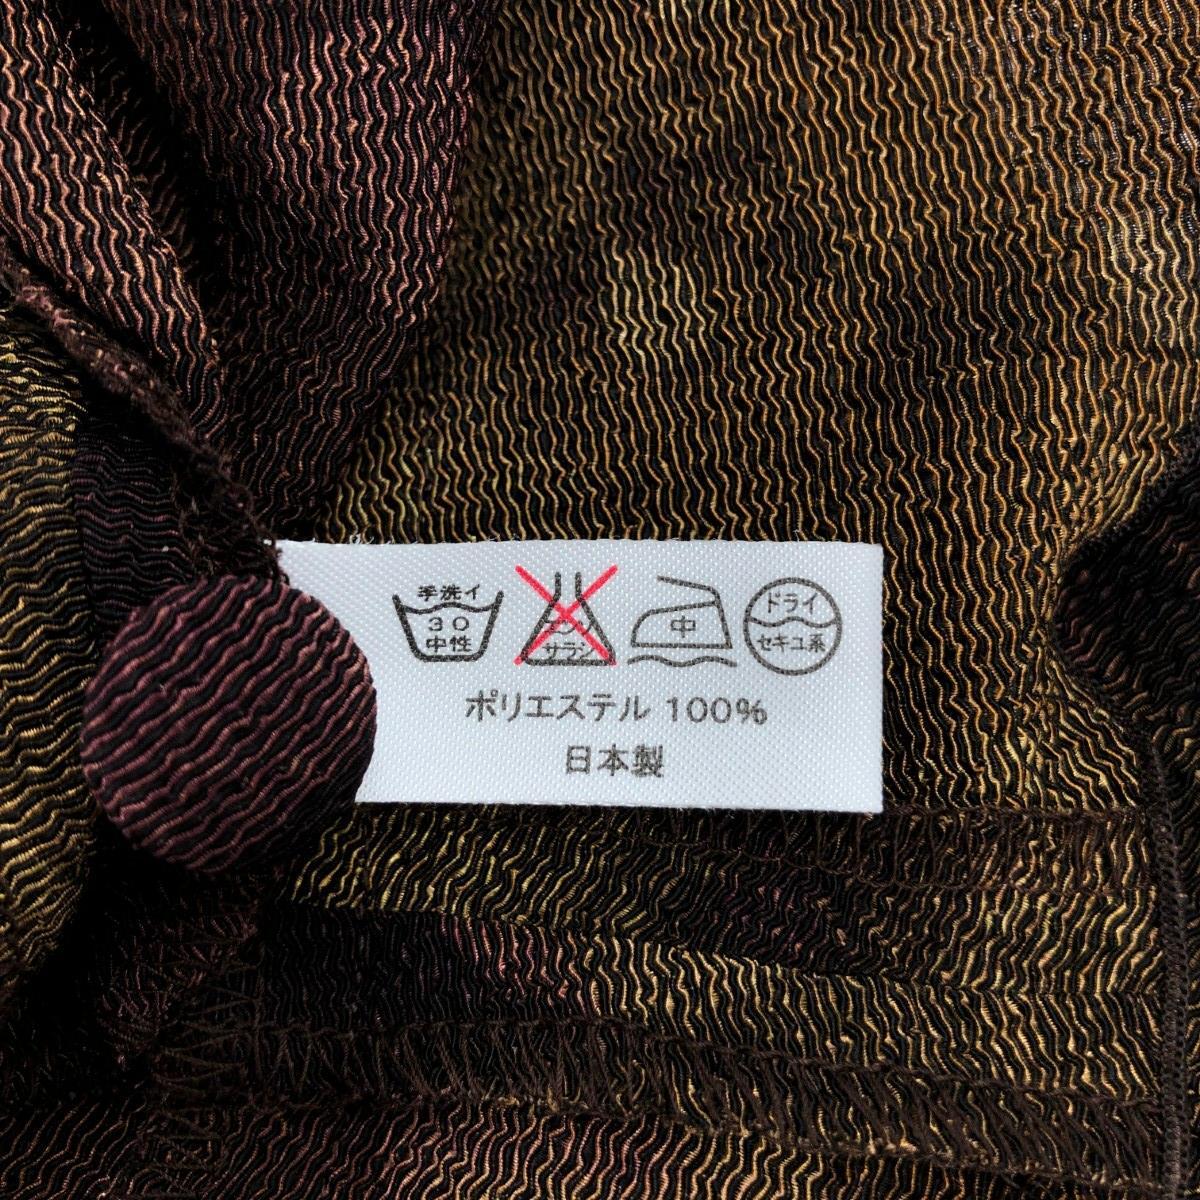 手洗イ
30
中性
エンソ
サラシ
中
ドライ
セキユ系
ポリエステル 100%
日本製